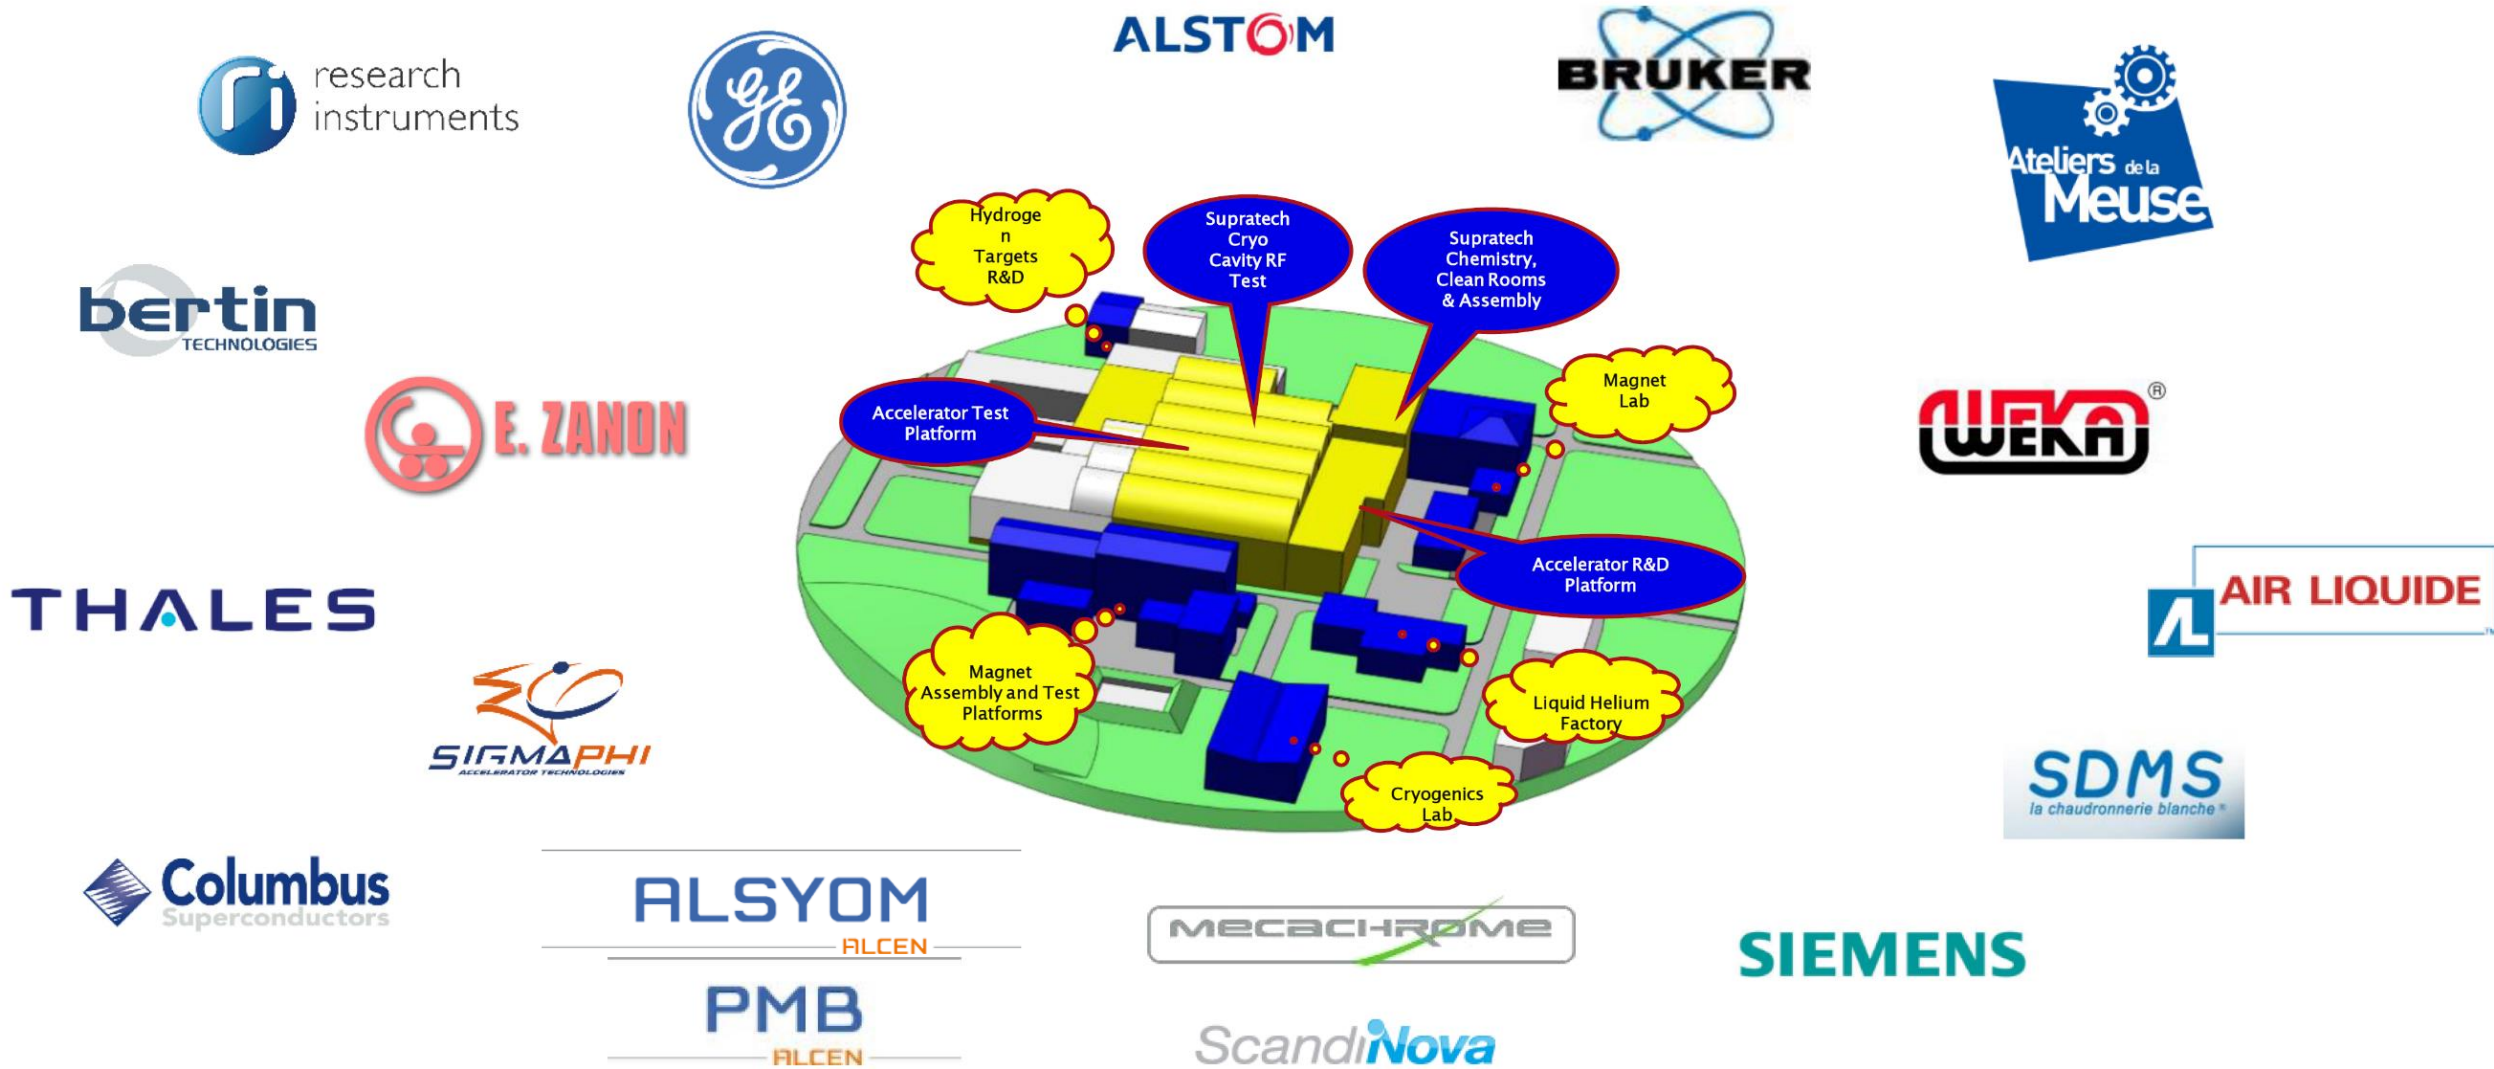 ALSTOM
research
instruments
GE
BRUKER
Ateliers de la
Meuse
Hydroge
n
Targets
R&D
Supratech
Cryo
Cavity RF
Test
Supratech
Chemistry,
Clean Rooms
& Assembly
bertin
TECHNOLOGIES
Magnet
Lab
E. ZANON
Accelerator Test
Platform
WEKA ®
THALES
Accelerator R&D
Platform
AIR LIQUIDE
TM
SIGMAPHI
ACCELERATOR TECHNOLOGIES
Magnet
Assembly and Test
Platforms
Liquid Helium
Factory
SDMS
la chaudronnerie blanche ®
Cryogenics
Lab
Columbus
Superconductors
ALSYOM
ALCEN
MECACHROME
SIEMENS
PMB
ALCEN
ScandiNova